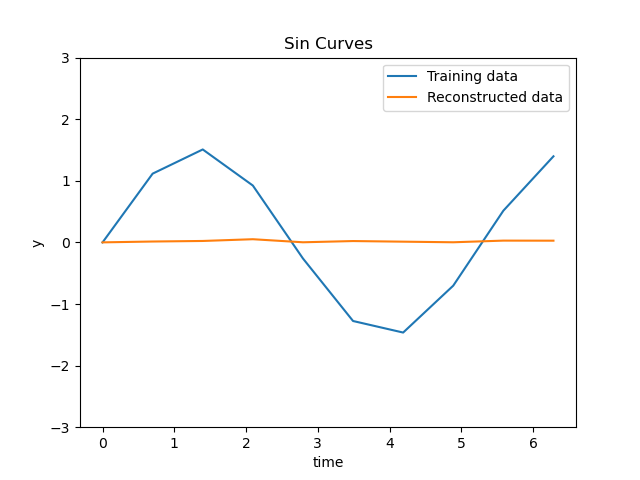 Sin Curves
Training data
Reconstructed data
3
2
1
0
−1
−2
−3
y
0 1 2 3 4 5 6
time